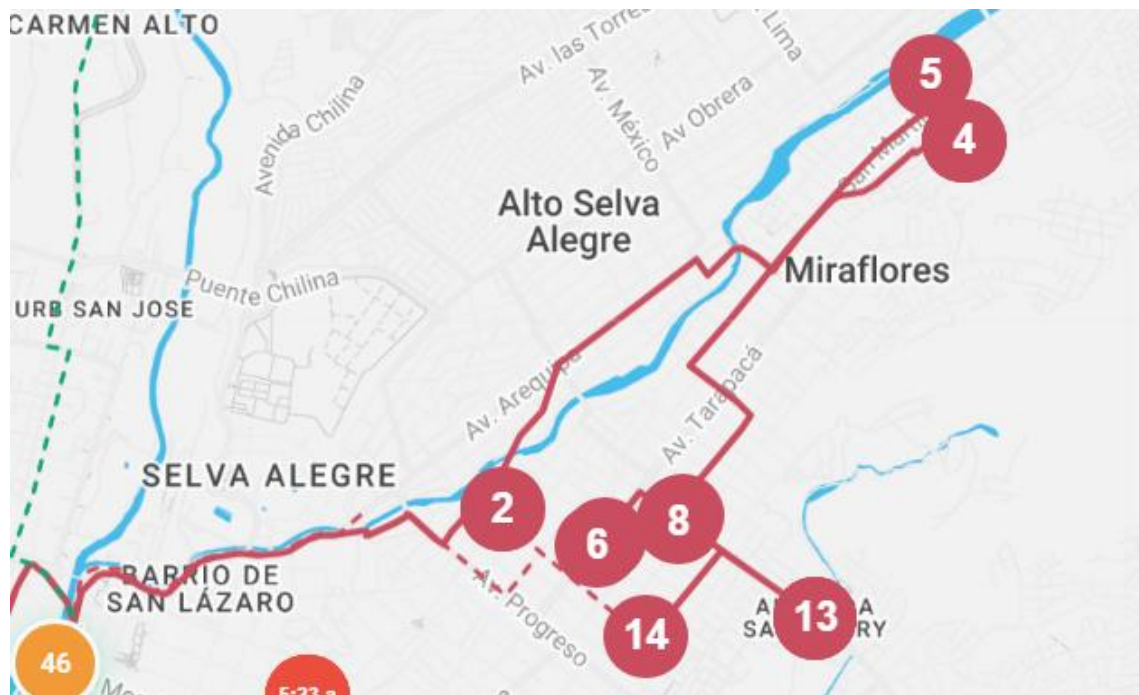 CARMEN ALTO
Av. las Torres
Lima
5
Avenida Chilina
Av. México
Av Obrera
San Martín
4
Alto Selva
Alegre
Puente Chilina
Miraflores
URB SAN JOSE
Av. Arequipa
Av. Tarapacá
SELVA ALEGRE
2
6
8
BARRIO DE
SAN LÁZARO
Av. Progreso
14
13
46
5:23 a